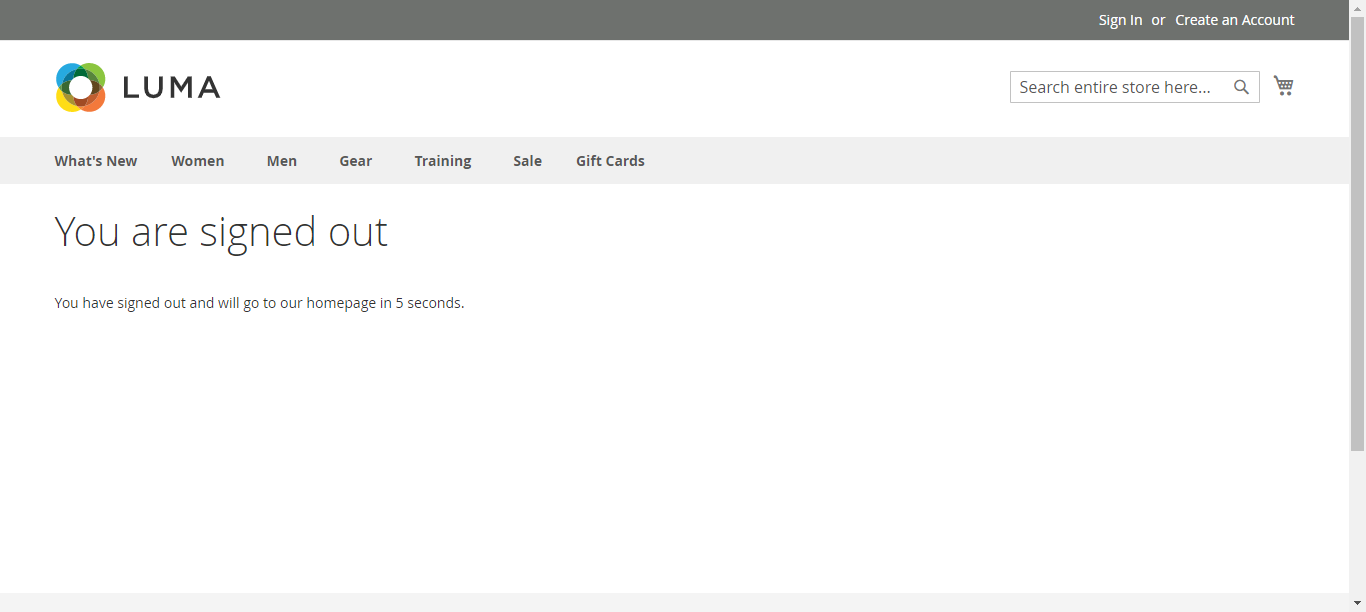 Sign In or Create an Account
LUMA
Search entire store here...
What's New Women Men Gear Training Sale Gift Cards
You are signed out
You have signed out and will go to our homepage in 5 seconds.